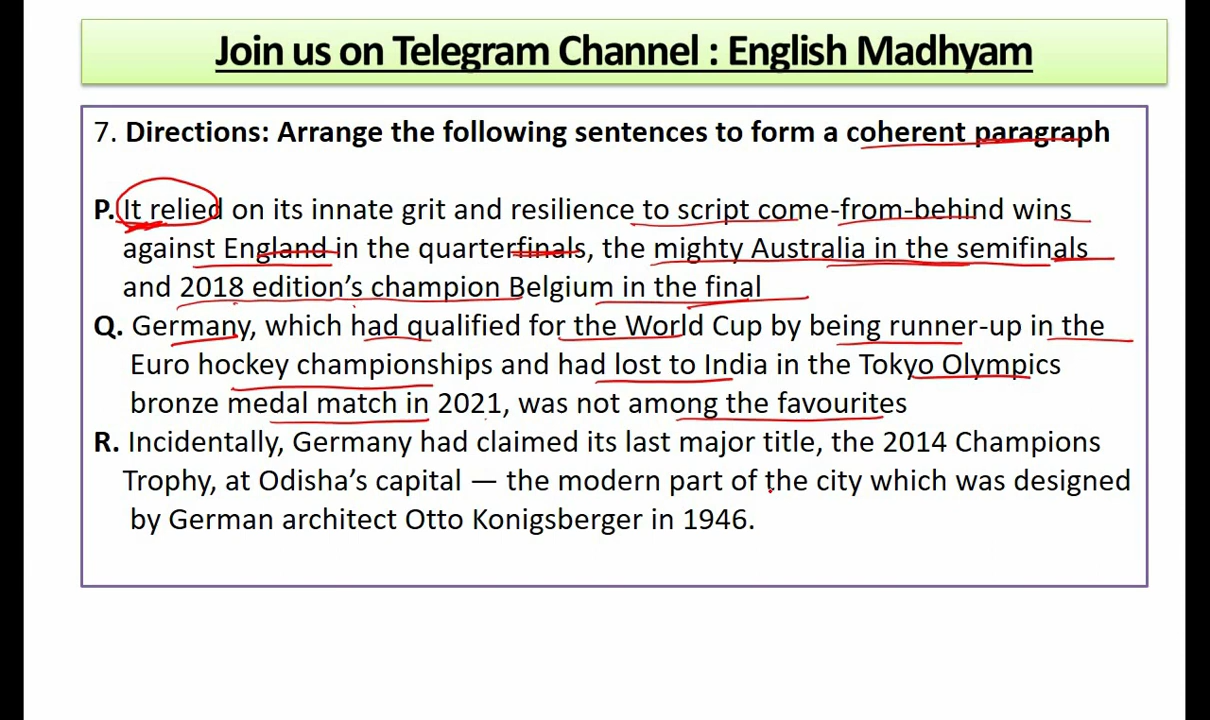 Join us on Telegram Channel : English Madhyam
7. Directions: Arrange the following sentences to form a coherent paragraph
P. It relied on its innate grit and resilience to script come-from-behind wins
against England in the quarterfinals, the mighty Australia in the semifinals
and 2018 edition’s champion Belgium in the final
Q. Germany, which had qualified for the World Cup by being runner-up in the
Euro hockey championships and had lost to India in the Tokyo Olympics
bronze medal match in 2021, was not among the favourites
R. Incidentally, Germany had claimed its last major title, the 2014 Champions
Trophy, at Odisha’s capital — the modern part of the city which was designed
by German architect Otto Konigsberger in 1946.